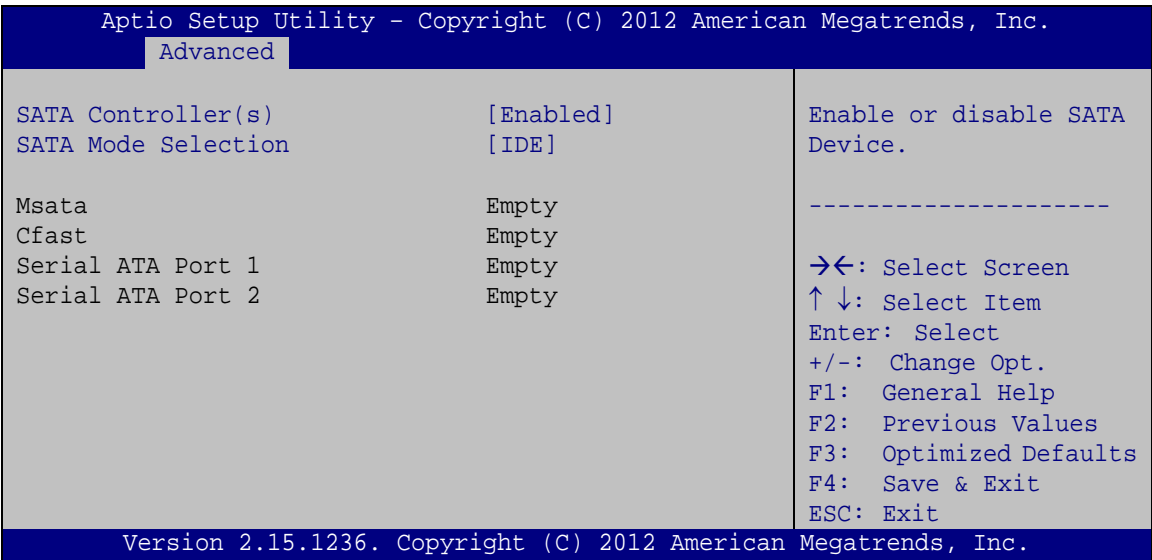 Aptio Setup Utility – Copyright (C) 2012 American Megatrends, Inc.
Advanced
SATA Controller(s) [Enabled]
SATA Mode Selection [IDE]
Msata Empty
Cfast Empty
Serial ATA Port 1 Empty
Serial ATA Port 2 Empty
Enable or disable SATA
Device.
---------------------
→←: Select Screen
↑ ↓: Select Item
Enter: Select
+/-: Change Opt.
F1: General Help
F2: Previous Values
F3: Optimized Defaults
F4: Save & Exit
ESC: Exit
Version 2.15.1236. Copyright (C) 2012 American Megatrends, Inc.